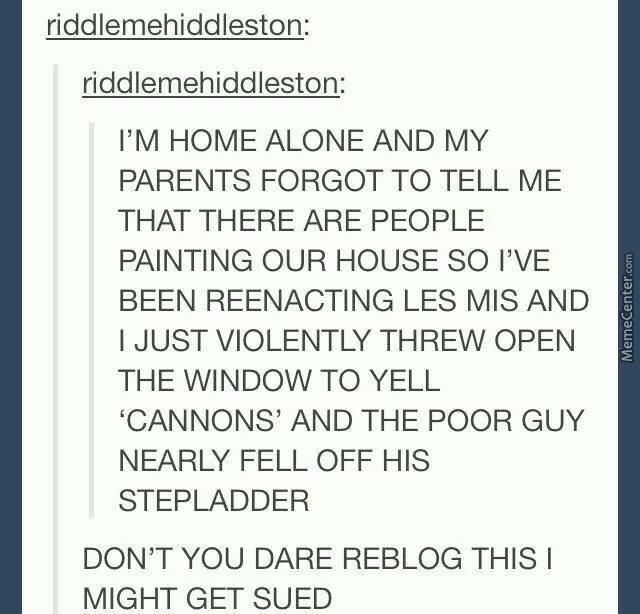 riddlemehiddleston:
riddlemehiddleston:
I'M HOME ALONE AND MY
PARENTS FORGOT TO TELL ME
THAT THERE ARE PEOPLE
PAINTING OUR HOUSE SO I'VE
BEEN REENACTING LES MIS AND
I JUST VIOLENTLY THREW OPEN
THE WINDOW TO YELL
‘CANNONS’ AND THE POOR GUY
NEARLY FELL OFF HIS
STEPLADDER
DON'T YOU DARE REBLOG THIS I
MIGHT GET SUED
MemeCenter.com